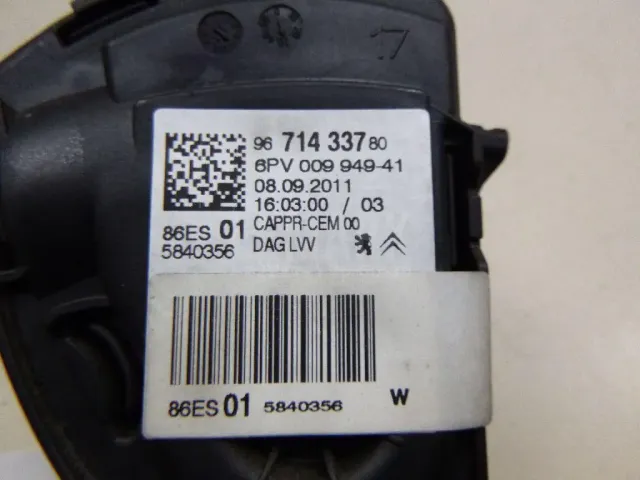 17
96 714 337 80
6PV 009 949-41
08.09.2011
16:03:00 / 03
86ES 01 CAPPR-CEM 00
5840356 DAG LVV
86ES 01 5840356 W